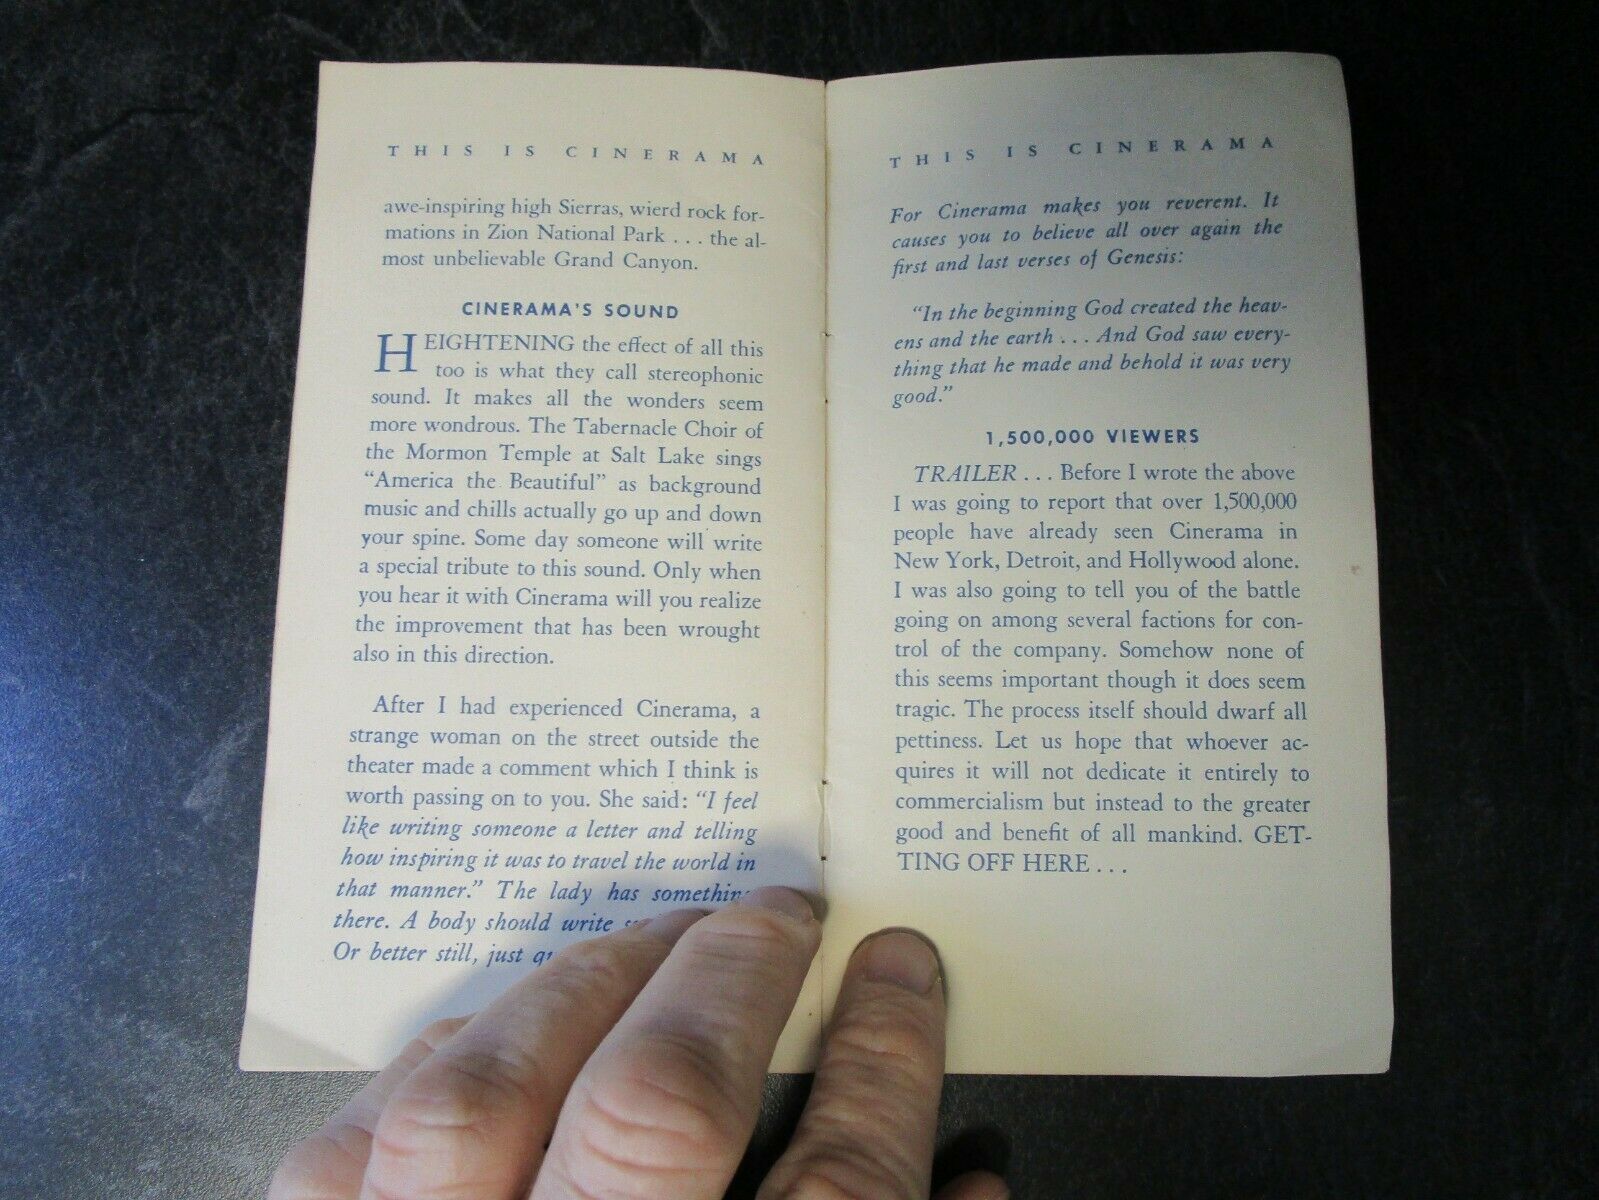 THIS IS CINERAMA
awe-inspiring high Sierras, wierd rock for-
mations in Zion National Park . . . the al-
most unbelievable Grand Canyon.
CINERAMA'S SOUND
HEIGHTENING the effect of all this
too is what they call stereophonic
sound. It makes all the wonders seem
more wondrous. The Tabernacle Choir of
the Mormon Temple at Salt Lake sings
"America the Beautiful" as background
music and chills actually go up and down
your spine. Some day someone will write
a special tribute to this sound. Only when
you hear it with Cinerama will you realize
the improvement that has been wrought
also in this direction.
After I had experienced Cinerama, a
strange woman on the street outside the
theater made a comment which I think is
worth passing on to you. She said: "I feel
like writing someone a letter and telling
how inspiring it was to travel the world in
that manner." The lady has something
there. A body should write
Or better still, just
THIS IS CINERAMA
For Cinerama makes you reverent. It
causes you to believe all over again the
first and last verses of Genesis:
"In the beginning God created the heav-
ens and the earth . . . And God saw every-
thing that he made and behold it was very
good."
1,500,000 VIEWERS
TRAILER . . . Before I wrote the above
I was going to report that over 1,500,000
people have already seen Cinerama in
New York, Detroit, and Hollywood alone.
I was also going to tell you of the battle
going on among several factions for con-
trol of the company. Somehow none of
this seems important though it does seem
tragic. The process itself should dwarf all
pettiness. Let us hope that whoever ac-
quires it will not dedicate it entirely to
commercialism but instead to the greater
good and benefit of all mankind. GET-
TING OFF HERE . . .